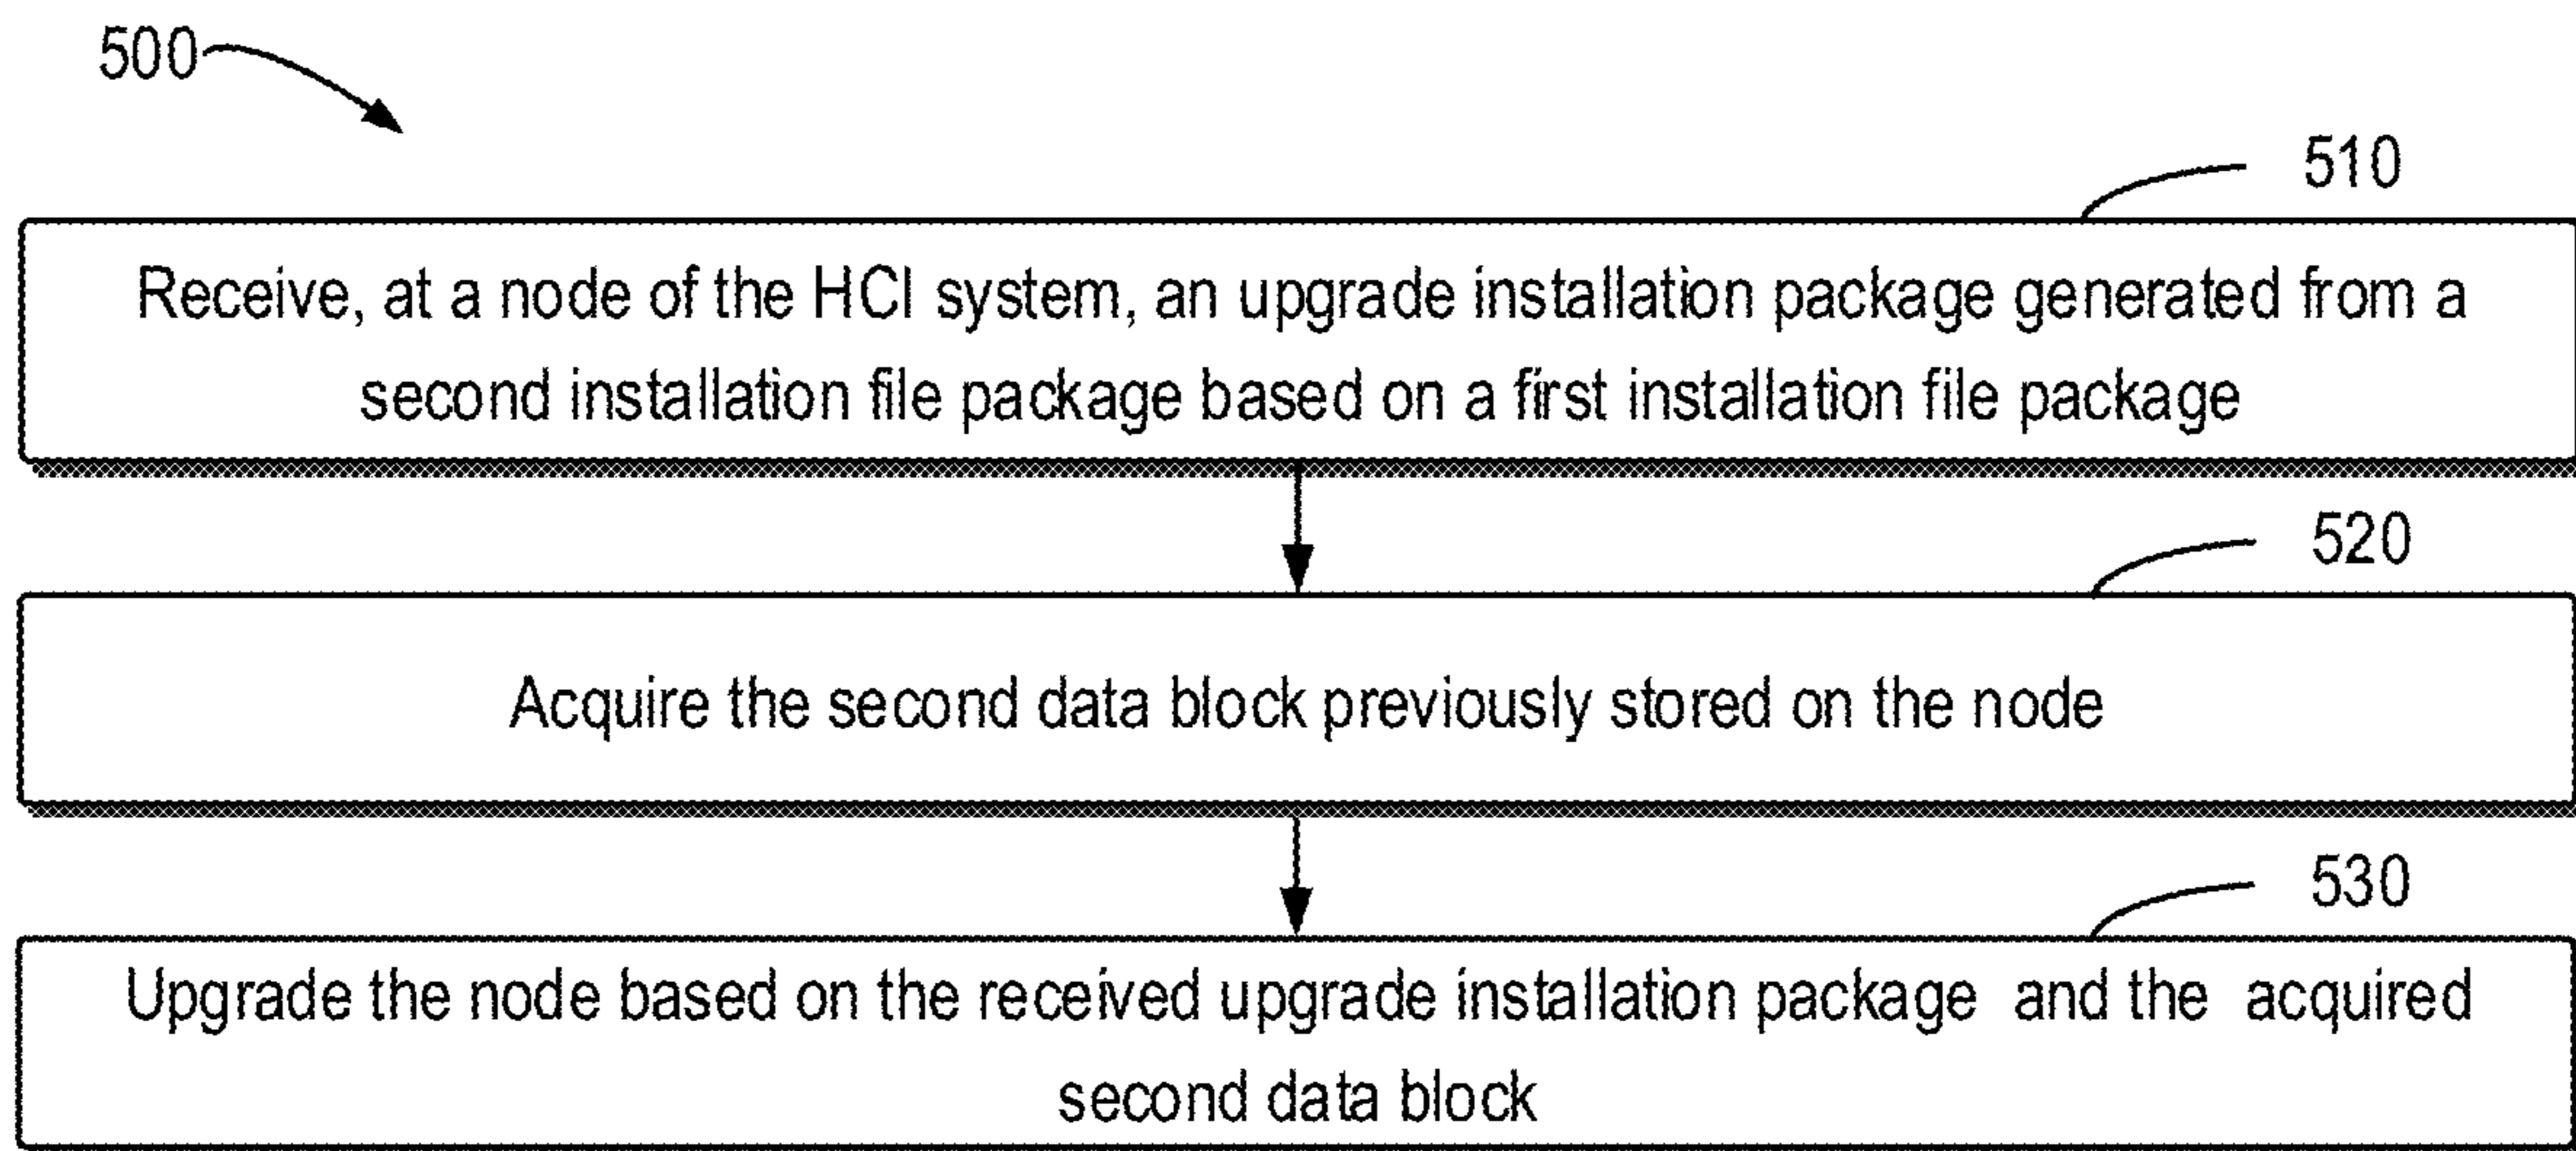 500
510
Receive, at a node of the HCI system, an upgrade installation package generated from a
second installation file package based on a first installation file package
520
Acquire the second data block previously stored on the node
530
Upgrade the node based on the received upgrade installation package and the acquired
second data block